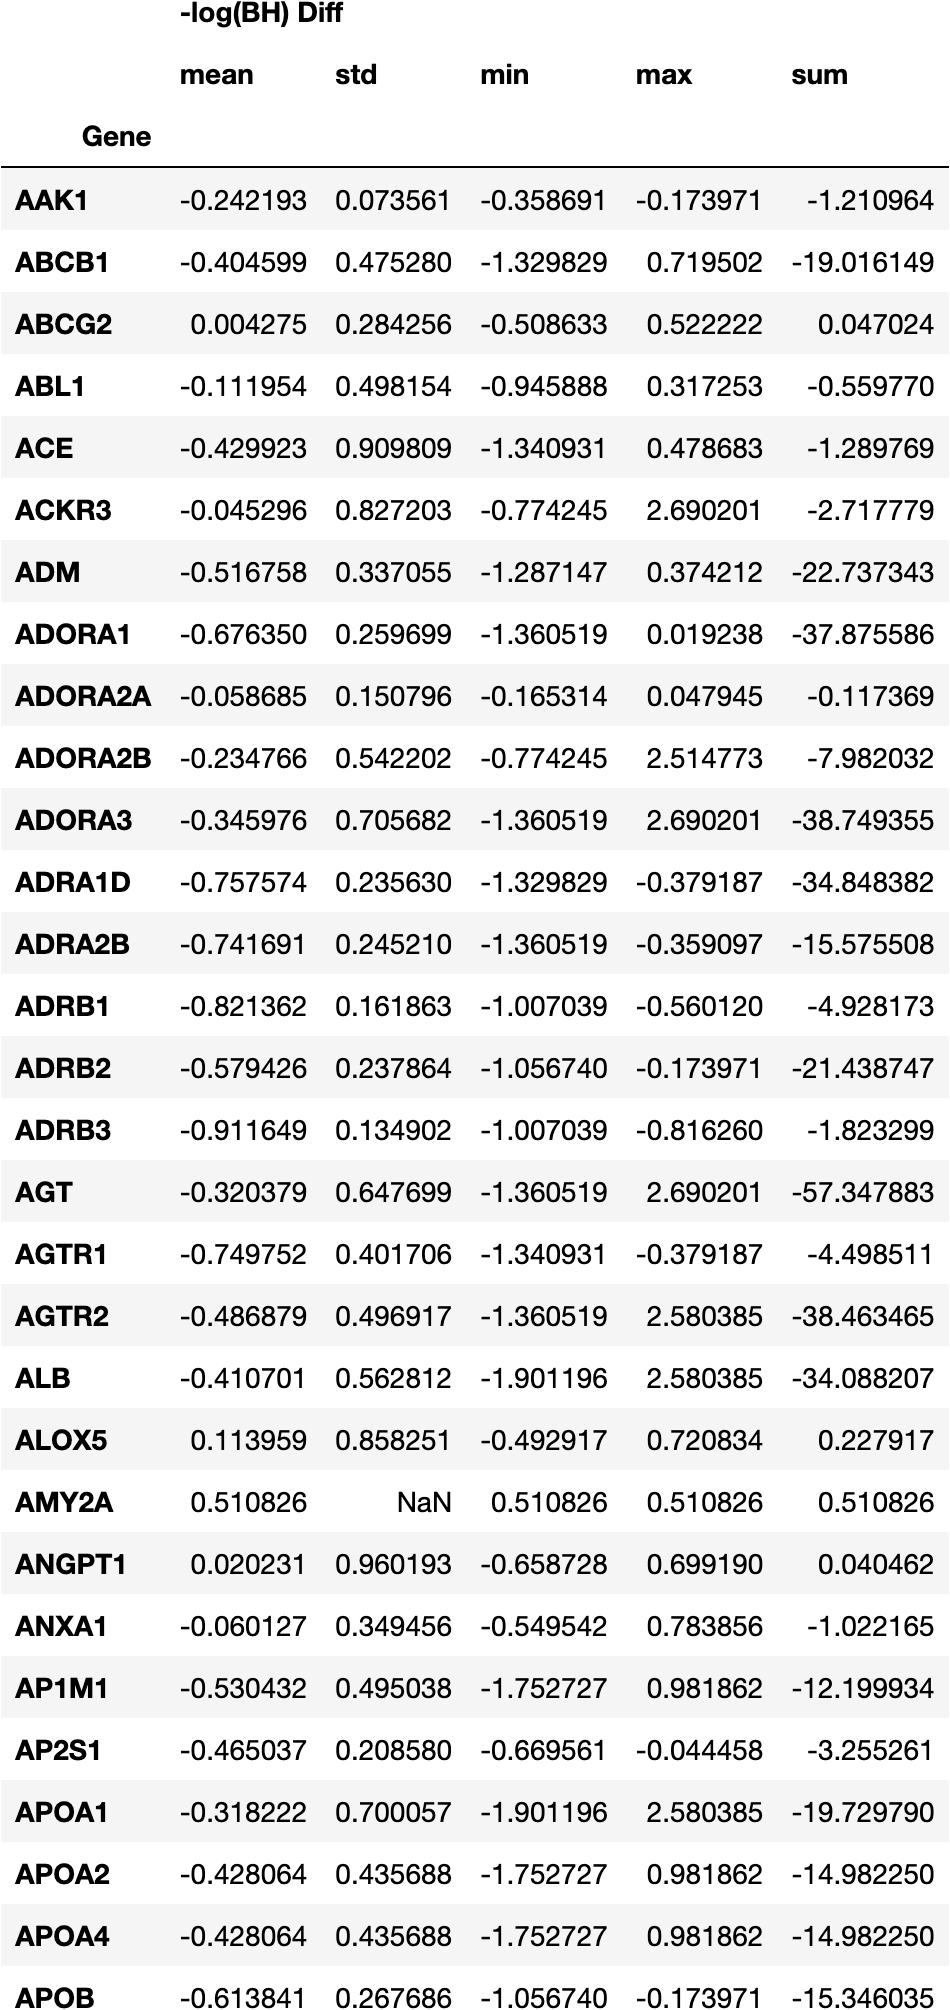 -log(BH) Diff
mean std min max sum
Gene
AAK1 -0.242193 0.073561 -0.358691 -0.173971 -1.210964
ABCB1 -0.404599 0.475280 -1.329829 0.719502 -19.016149
ABCG2 0.004275 0.284256 -0.508633 0.522222 0.047024
ABL1 -0.111954 0.498154 -0.945888 0.317253 -0.559770
ACE -0.429923 0.909809 -1.340931 0.478683 -1.289769
ACKR3 -0.045296 0.827203 -0.774245 2.690201 -2.717779
ADM -0.516758 0.337055 -1.287147 0.374212 -22.737343
ADORA1 -0.676350 0.259699 -1.360519 0.019238 -37.875586
ADORA2A -0.058685 0.150796 -0.165314 0.047945 -0.117369
ADORA2B -0.234766 0.542202 -0.774245 2.514773 -7.982032
ADORA3 -0.345976 0.705682 -1.360519 2.690201 -38.749355
ADRA1D -0.757574 0.235630 -1.329829 -0.379187 -34.848382
ADRA2B -0.741691 0.245210 -1.360519 -0.359097 -15.575508
ADRB1 -0.821362 0.161863 -1.007039 -0.560120 -4.928173
ADRB2 -0.579426 0.237864 -1.056740 -0.173971 -21.438747
ADRB3 -0.911649 0.134902 -1.007039 -0.816260 -1.823299
AGT -0.320379 0.647699 -1.360519 2.690201 -57.347883
AGTR1 -0.749752 0.401706 -1.340931 -0.379187 -4.498511
AGTR2 -0.486879 0.496917 -1.360519 2.580385 -38.463465
ALB -0.410701 0.562812 -1.901196 2.580385 -34.088207
ALOX5 0.113959 0.858251 -0.492917 0.720834 0.227917
AMY2A 0.510826 NaN 0.510826 0.510826 0.510826
ANGPT1 0.020231 0.960193 -0.658728 0.699190 0.040462
ANXA1 -0.060127 0.349456 -0.549542 0.783856 -1.022165
AP1M1 -0.530432 0.495038 -1.752727 0.981862 -12.199934
AP2S1 -0.465037 0.208580 -0.669561 -0.044458 -3.255261
APOA1 -0.318222 0.700057 -1.901196 2.580385 -19.729790
APOA2 -0.428064 0.435688 -1.752727 0.981862 -14.982250
APOA4 -0.428064 0.435688 -1.752727 0.981862 -14.982250
APOB -0.613841 0.267686 -1.056740 -0.173971 -15.346035